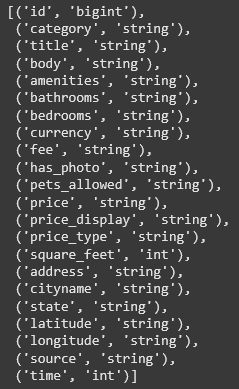 [('id', 'bigint'),
('category', 'string'),
('title', 'string'),
('body', 'string'),
('amenities', 'string'),
('bathrooms', 'string'),
('bedrooms', 'string'),
('currency', 'string'),
('fee', 'string'),
('has_photo', 'string'),
('pets_allowed', 'string'),
('price', 'string'),
('price_display', 'string'),
('price_type', 'string'),
('square_feet', 'int'),
('address', 'string'),
('cityname', 'string'),
('state', 'string'),
('latitude', 'string'),
('longitude', 'string'),
('source', 'string'),
('time', 'int')]